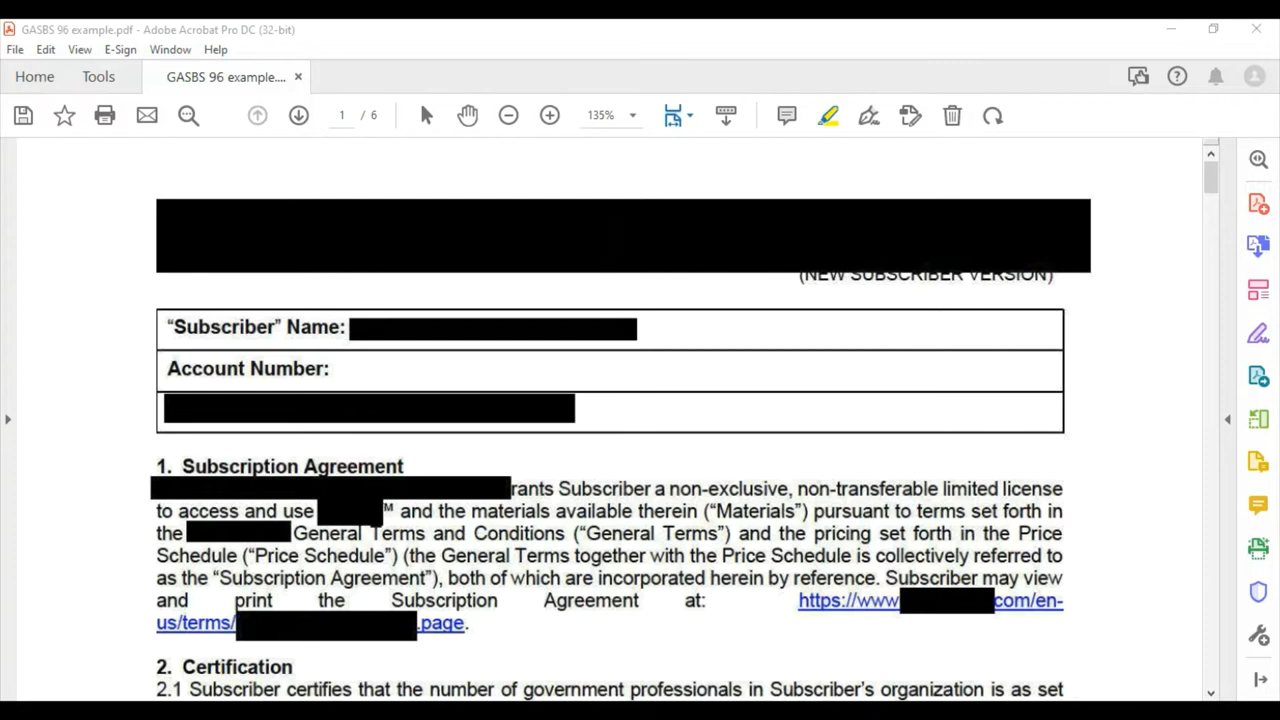 GASBS 96 example.pdf - Adobe Acrobat Pro DC (32-bit)
File Edit View E-Sign Window Help
Home Tools GASBS 96 example.... ×
1 / 6 135%
(NEW SUBSCRIBER VERSION)
“Subscriber” Name:
Account Number:
1. Subscription Agreement
rants Subscriber a non-exclusive, non-transferable limited license
to access and use ™ and the materials available therein (“Materials”) pursuant to terms set forth in
the General Terms and Conditions (“General Terms”) and the pricing set forth in the Price
Schedule (“Price Schedule”) (the General Terms together with the Price Schedule is collectively referred to
as the “Subscription Agreement”), both of which are incorporated herein by reference. Subscriber may view
and print the Subscription Agreement at: https://www com/en-
us/terms/ .page.
2. Certification
2.1 Subscriber certifies that the number of government professionals in Subscriber’s organization is as set